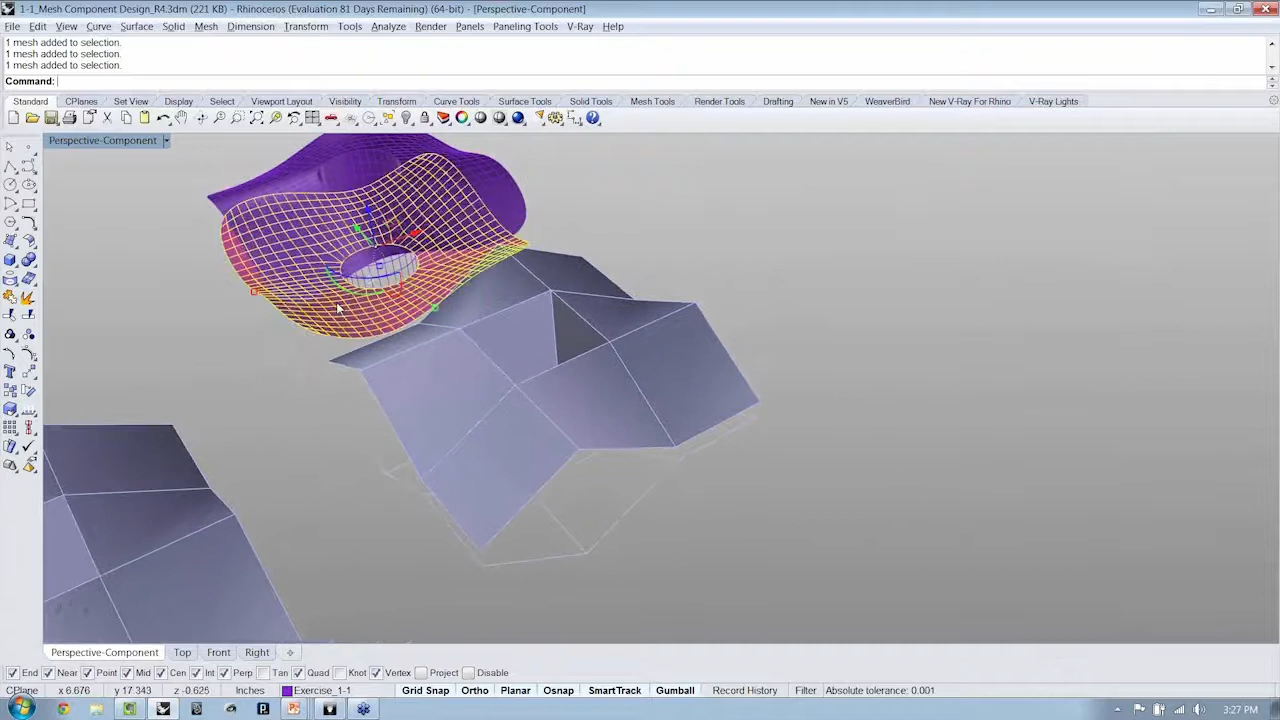 1-1_Mesh Component Design_R4.3dm (221 KB) - Rhinoceros (Evaluation 81 Days Remaining) (64-bit) - [Perspective-Component]
File Edit View Curve Surface Solid Mesh Dimension Transform Tools Analyze Render Panels Paneling Tools V-Ray Help
1 mesh added to selection.
1 mesh added to selection.
1 mesh added to selection.
Command:
Standard CPlanes Set View Display Select Viewport Layout Visibility Transform Curve Tools Surface Tools Solid Tools Mesh Tools Render Tools Drafting New in V5 WeaverBird New V-Ray For Rhino V-Ray Lights
Perspective-Component
Perspective-Component Top Front Right
End Near Point Mid Cen Int Perp Tan Quad Knot Vertex Project Disable
CPlane x 6.676 y 17.343 z -0.625 Inches Exercise_1-1 Grid Snap Ortho Planar Osnap SmartTrack Gumball Record History Filter Absolute tolerance: 0.001
3:27 PM